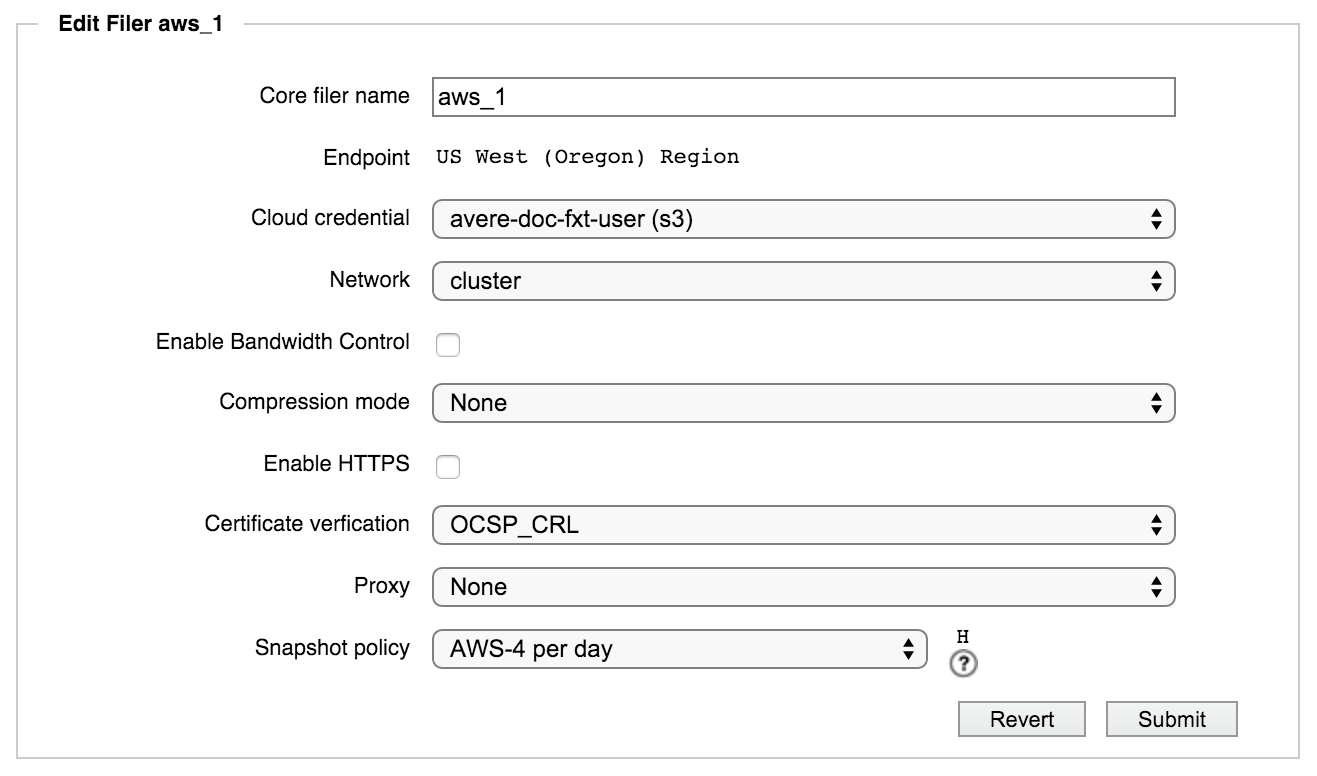 Edit Filer aws_1
Core filer name aws_1
Endpoint US West (Oregon) Region
Cloud credential avere-doc-fxt-user (s3)
Network cluster
Enable Bandwidth Control
Compression mode None
Enable HTTPS
Certificate verfication OCSP_CRL
Proxy None
Snapshot policy AWS-4 per day H
?
Revert Submit